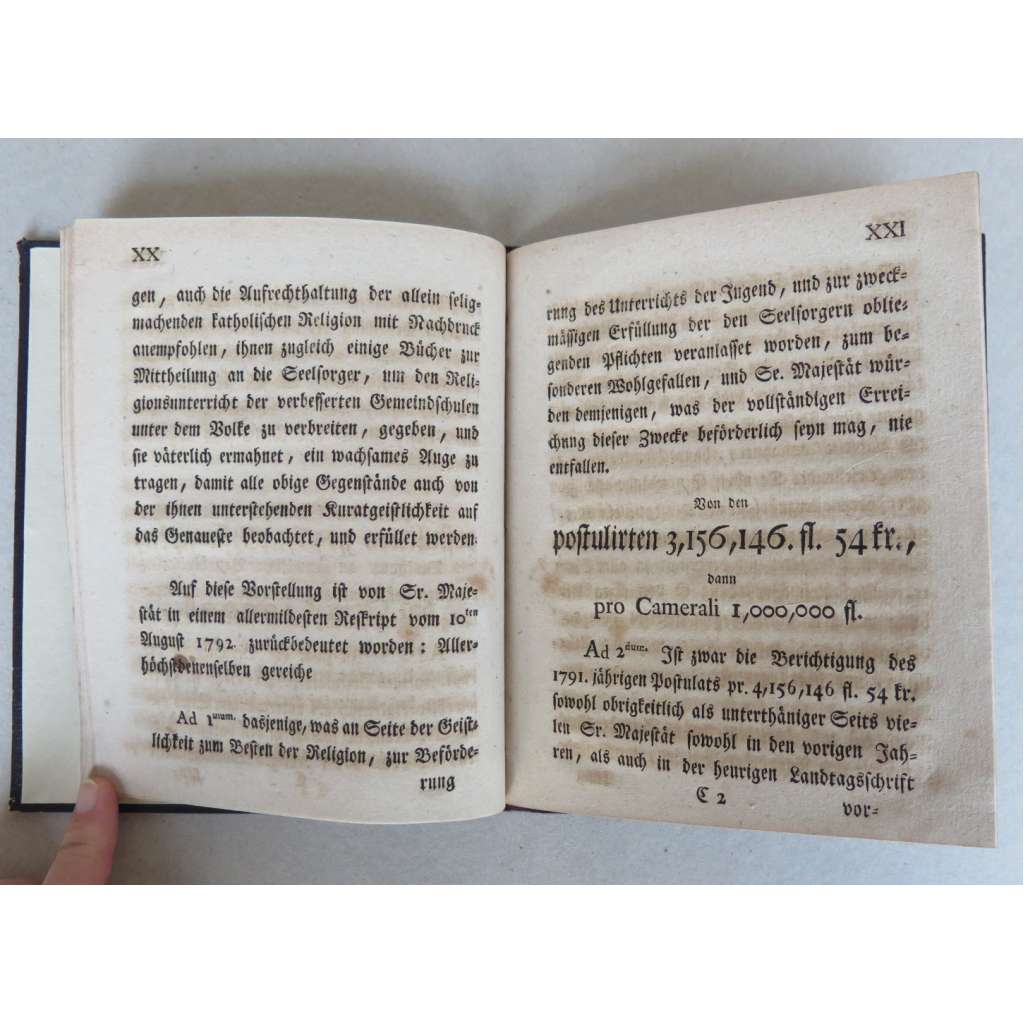 XX
gen, auch die Aufrechthaltung der allein selig-
machenden katholischen Religion mit Nachdruck
anempfohlen, ihnen zugleich einige Bücher zur
Mittheilung an die Seelsorger, um den Reli-
gionsunterricht der verbesserten Gemeindschulen
unter dem Volke zu verbreiten, gegeben, und
sie väterlich ermahnet, ein wachsames Auge zu
tragen, damit alle obige Gegenstände auch von
der ihnen unterstehenden Kuratgeistlichkeit auf
das Genaueste beobachtet, und erfüllet werden.
Auf diese Vorstellung ist von Sr. Maje-
stät in einem allermildesten Reskript vom 10ten
August 1792. zurückbedeutet worden: Aller-
höchstdenenselben gereiche
Ad 1mum. dasjenige, was an Seite der Geist-
lichkeit zum Besten der Religion, zur Beförde-
rung
XXI
rung des Unterrichts der Jugend, und zur zweck-
mässigen Erfüllung der den Seelsorgern oblie-
genden Pflichten veranlasset worden, zum be-
sonderen Wohlgefallen, und Se. Majestät wür-
den demjenigen, was der vollständigen Errei-
chung dieser Zwecke beförderlich seyn mag, nie
entfallen.
Von den
postulirten 3,156,146. fl. 54 kr.,
dann
pro Camerali 1,000,000 fl.
Ad 2dum. Ist zwar die Berichtigung des
1791. jährigen Postulats pr. 4,156,146 fl. 54 kr.
sowohl obrigkeitlich als unterthäniger Seits vie-
len Sr. Majestät sowohl in den vorigen Jah-
ren, als auch in der heurigen Landtagsschrift
C 2
vor-